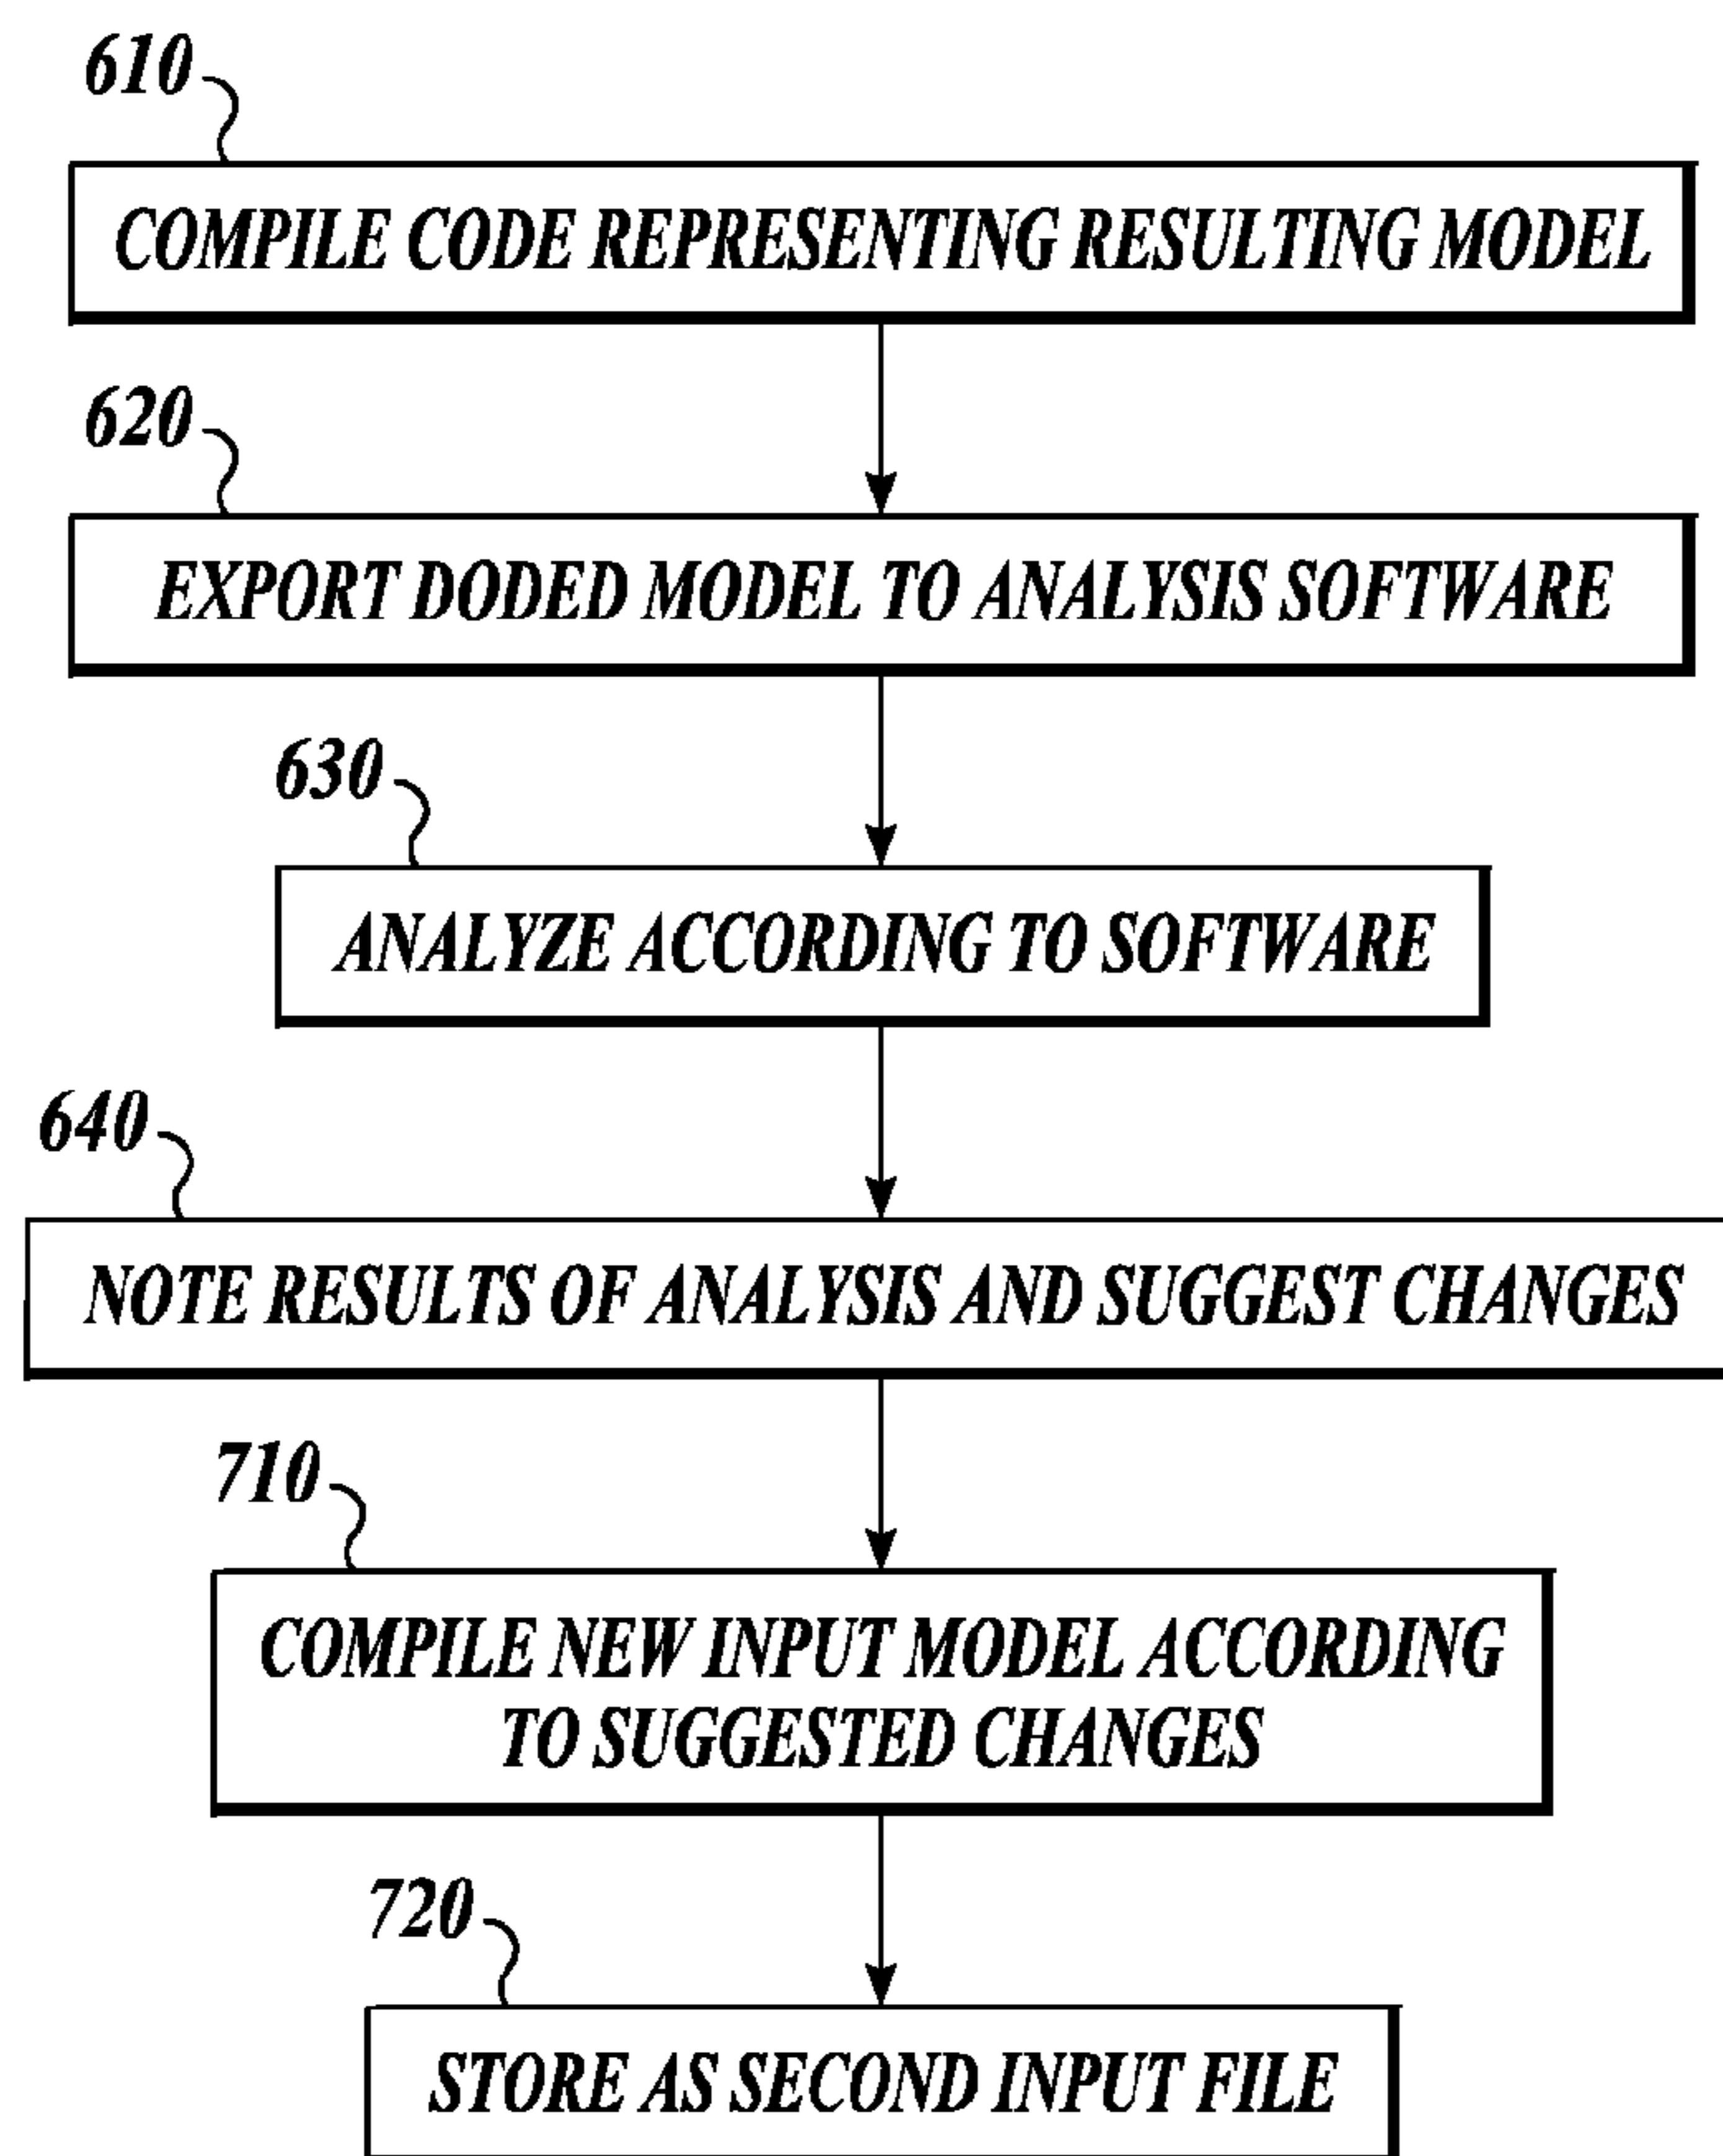 610
COMPILE CODE REPRESENTING RESULTING MODEL
620
EXPORT DODED MODEL TO ANALYSIS SOFTWARE
630
ANALYZE ACCORDING TO SOFTWARE
640
NOTE RESULTS OF ANALYSIS AND SUGGEST CHANGES
710
COMPILE NEW INPUT MODEL ACCORDING
TO SUGGESTED CHANGES
720
STORE AS SECOND INPUT FILE